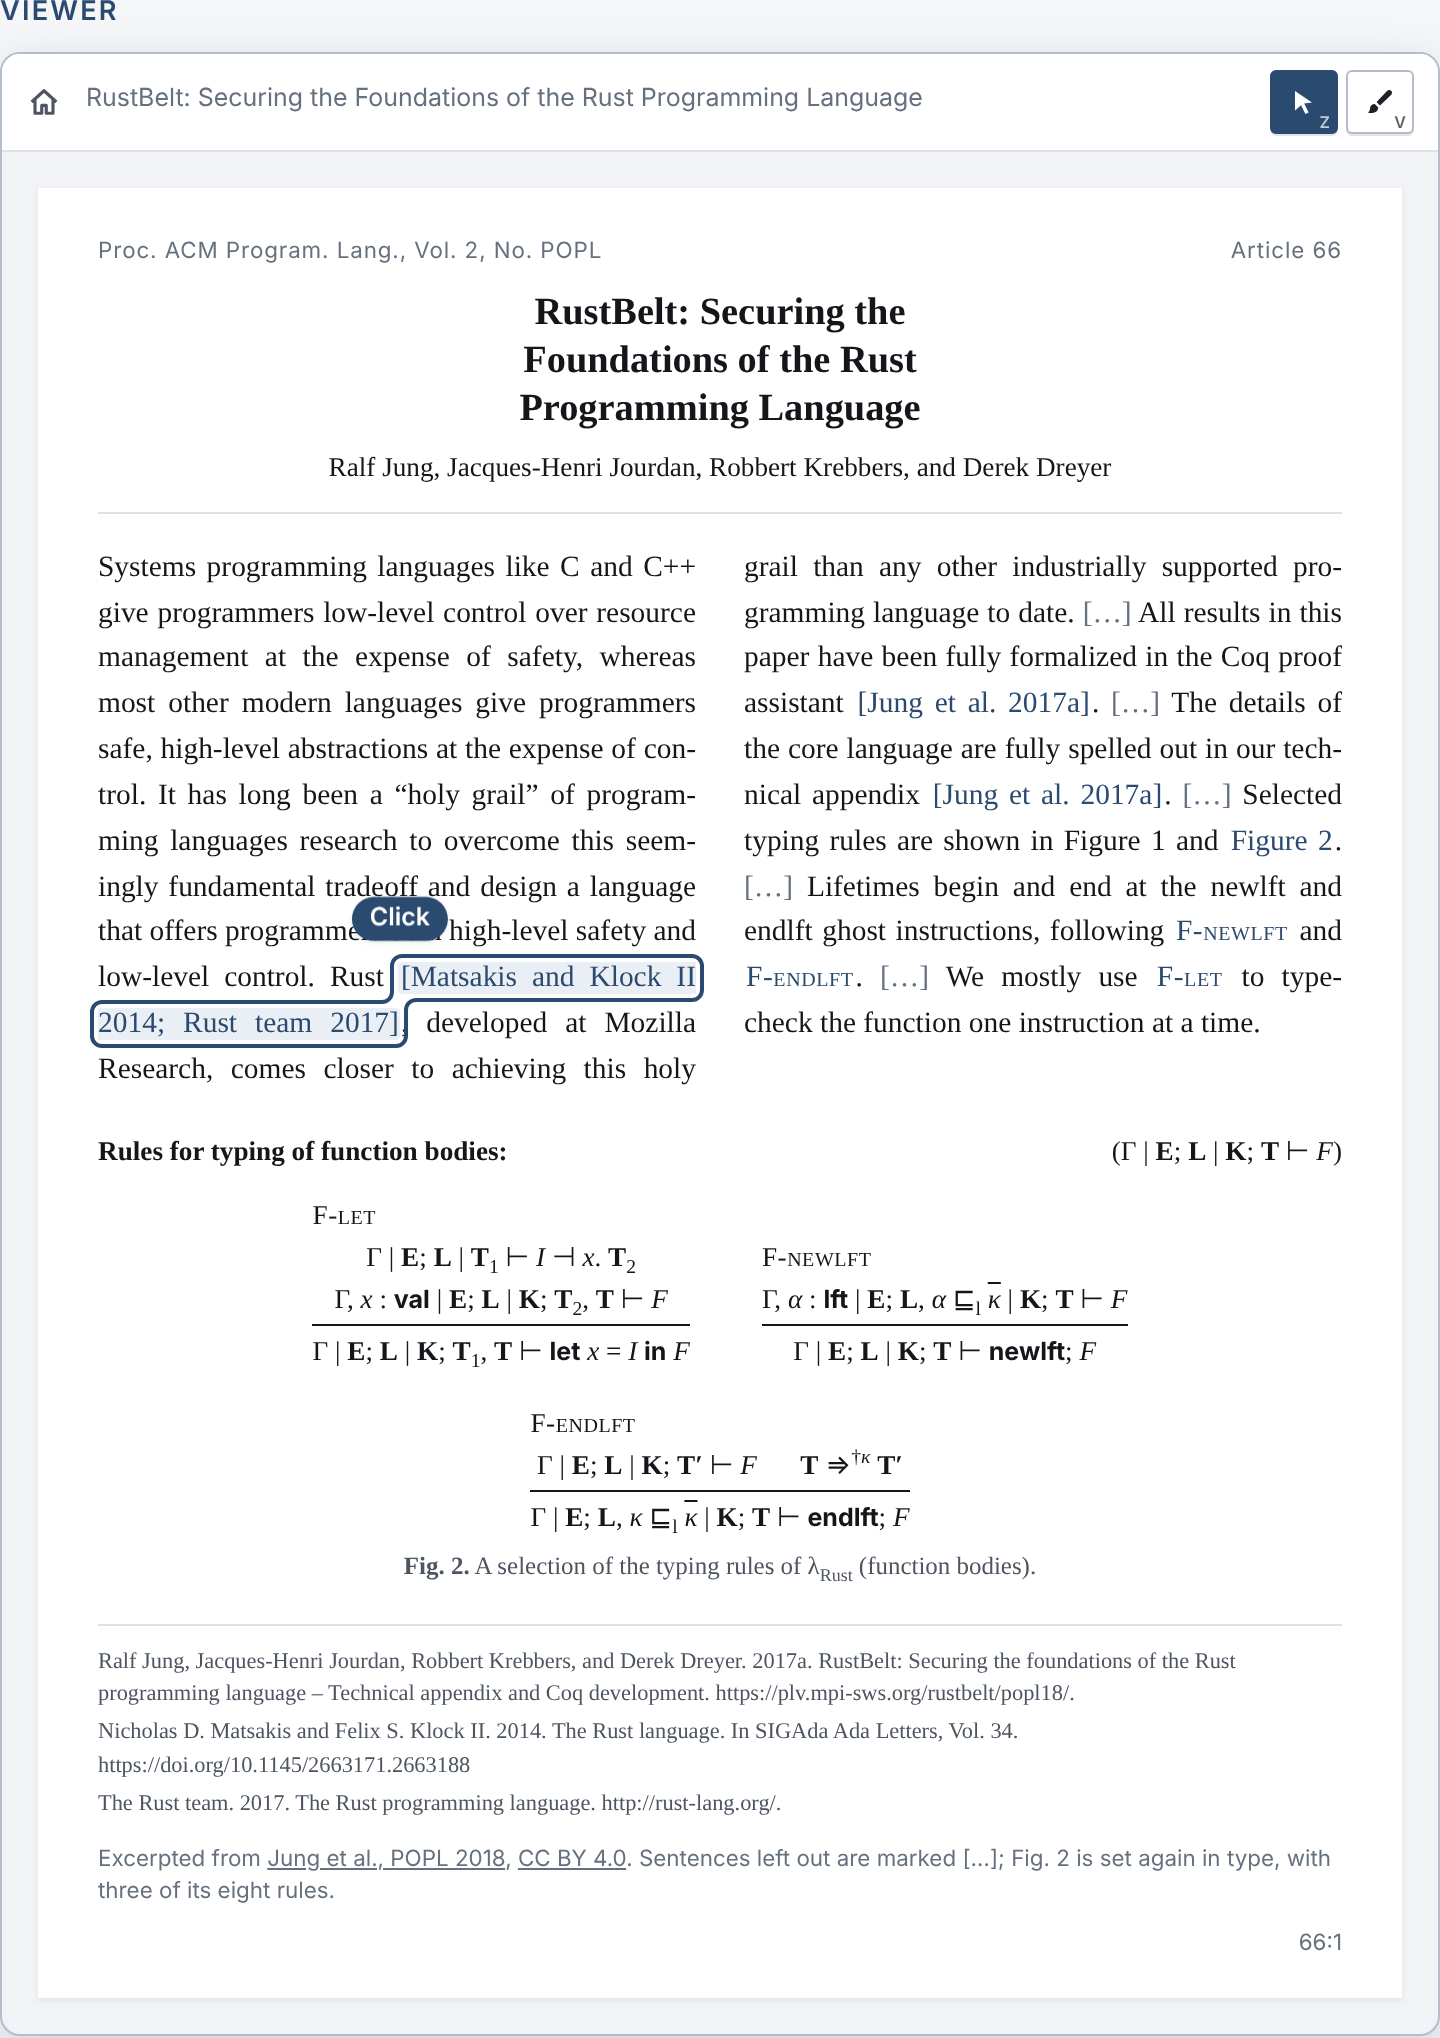 VIEWER
RustBelt: Securing the Foundations of the Rust Programming Language
Z
V
Proc. ACM Program. Lang., Vol. 2, No. POPL
Article 66
RustBelt: Securing the
Foundations of the Rust
Programming Language
Ralf Jung, Jacques-Henri Jourdan, Robbert Krebbers, and Derek Dreyer
Systems programming languages like C and C++
give programmers low-level control over resource
management at the expense of safety, whereas
most other modern languages give programmers
safe, high-level abstractions at the expense of con-
trol. It has long been a “holy grail” of program-
ming languages research to overcome this seem-
ingly fundamental tradeoff and design a language
Click
that offers high-level safety and
low-level control. Rust [Matsakis and Klock II
2014; Rust team 2017], developed at Mozilla
Research, comes closer to achieving this holy
grail than any other industrially supported pro-
gramming language to date. […] All results in this
paper have been fully formalized in the Coq proof
assistant [Jung et al. 2017a]. […] The details of
the core language are fully spelled out in our tech-
nical appendix [Jung et al. 2017a]. […] Selected
typing rules are shown in Figure 1 and Figure 2.
[…] Lifetimes begin and end at the newlft and
endlft ghost instructions, following F-NEWLFT and
F-ENDLFT. […] We mostly use F-LET to type-
check the function one instruction at a time.
Rules for typing of function bodies:
(Γ | E; L | K; T ⊢ F)
F-LET
Γ | E; L | T₁ ⊢ I ⊣ x. T₂
Γ, x : val | E; L | K; T₂, T ⊢ F
Γ | E; L | K; T₁, T ⊢ let x = I in F
F-NEWLFT
Γ, α : lft | E; L, α ⊑ₗ κ̅ | K; T ⊢ F
Γ | E; L | K; T ⊢ newlft; F
F-ENDLFT
Γ | E; L | K; T′ ⊢ F T ⇒†κ T′
Γ | E; L, κ ⊑ₗ κ̅ | K; T ⊢ endlft; F
Fig. 2. A selection of the typing rules of λRust (function bodies).
Ralf Jung, Jacques-Henri Jourdan, Robbert Krebbers, and Derek Dreyer. 2017a. RustBelt: Securing the foundations of the Rust
programming language – Technical appendix and Coq development. https://plv.mpi-sws.org/rustbelt/popl18/.
Nicholas D. Matsakis and Felix S. Klock II. 2014. The Rust language. In SIGAda Ada Letters, Vol. 34.
https://doi.org/10.1145/2663171.2663188
The Rust team. 2017. The Rust programming language. http://rust-lang.org/.
Excerpted from Jung et al., POPL 2018, CC BY 4.0. Sentences left out are marked […]; Fig. 2 is set again in type, with
three of its eight rules.
66:1